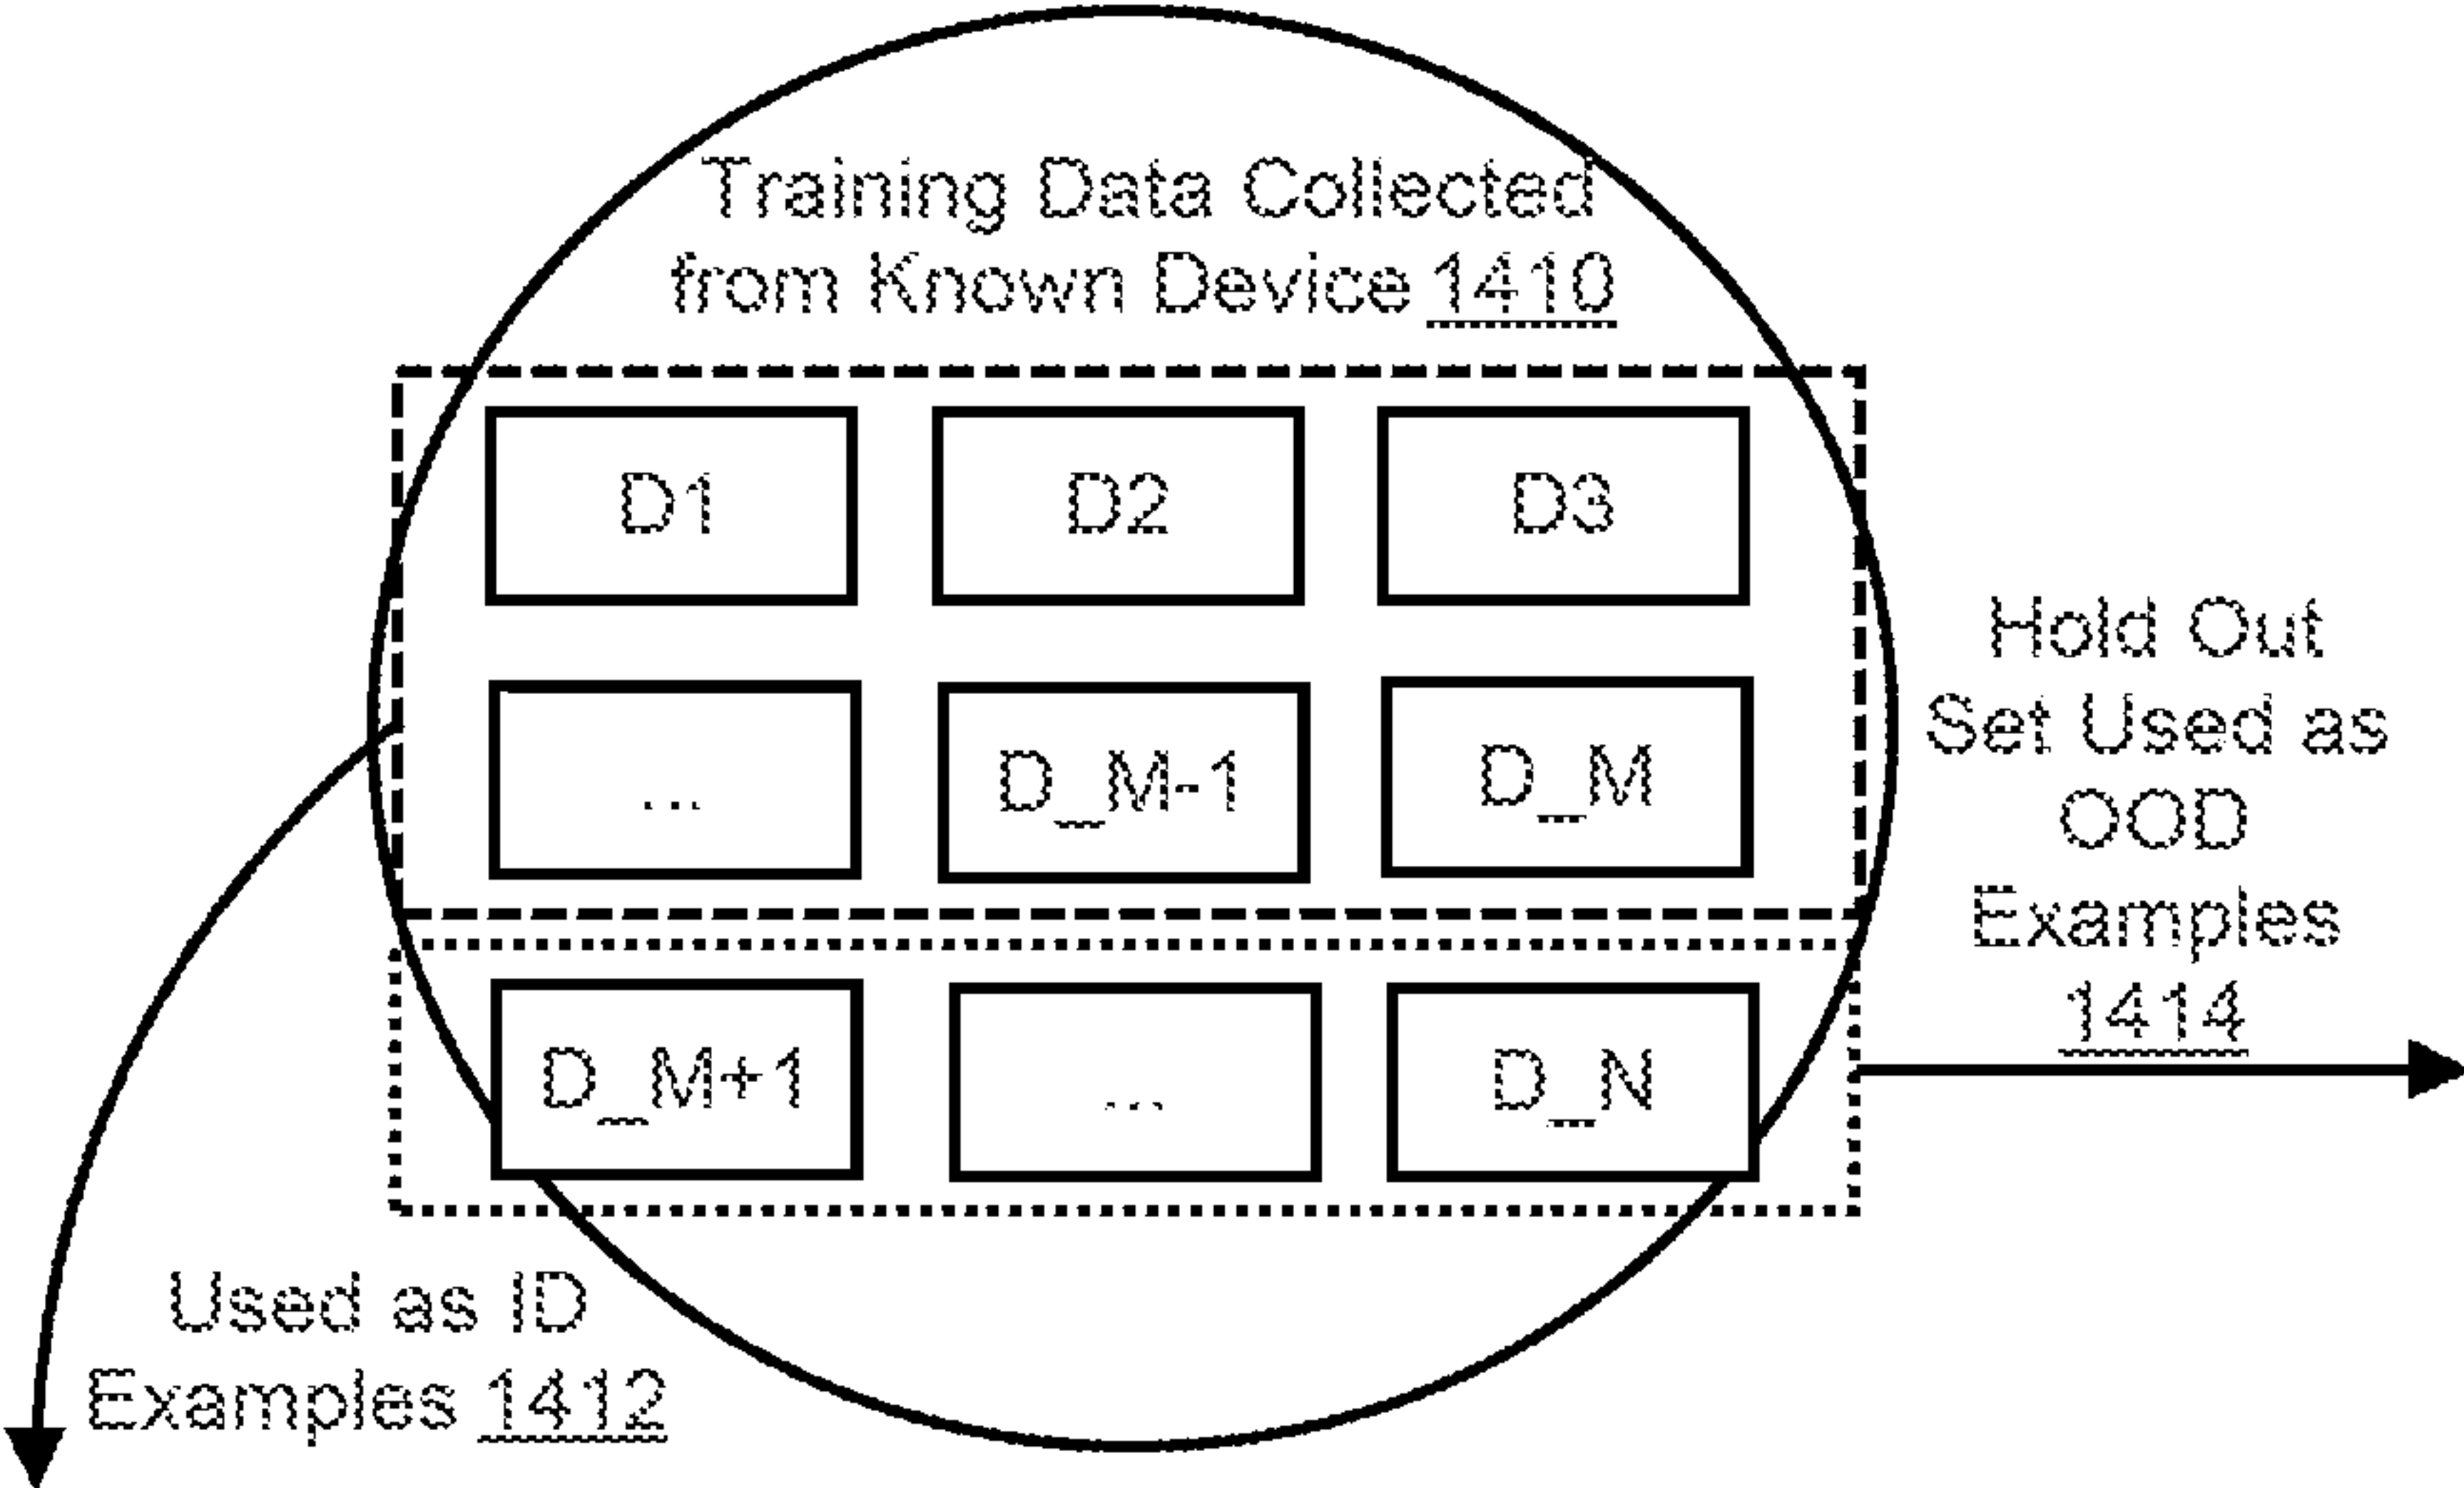 Training Data Collected
from Known Device 1410
D1
D2
D3
...
D_M-1
D_M
D_M+1
...
D_N
Hold Out
Set Used as
OOD
Examples
1414
Used as ID
Examples 1412